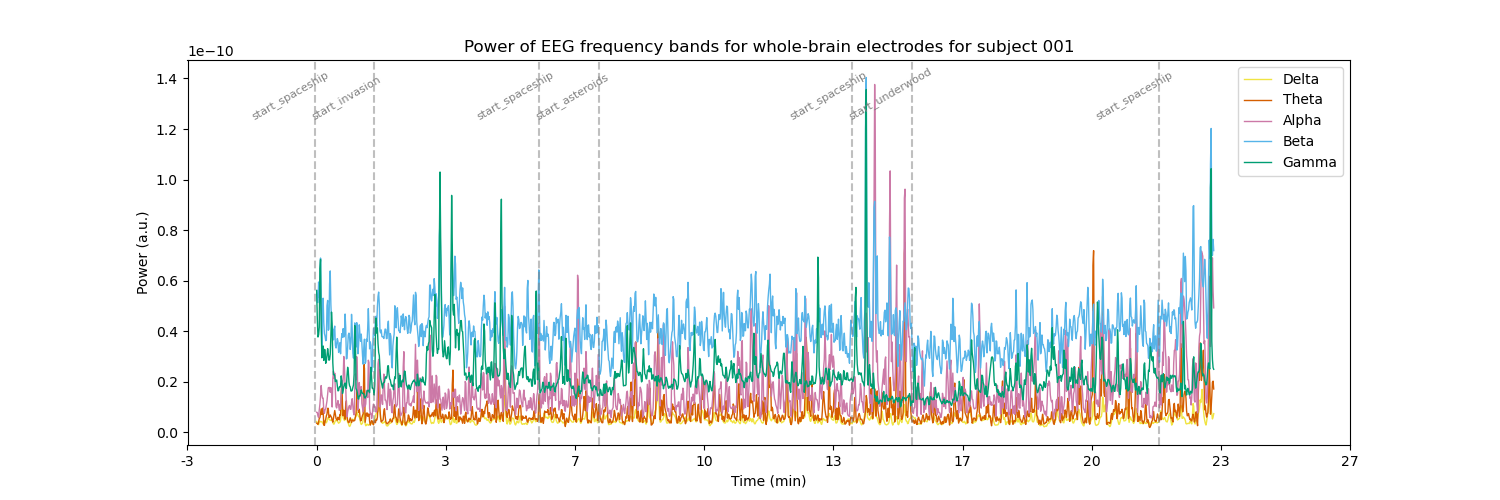 Power of EEG frequency bands for whole-brain electrodes for subject 001
1e−10
1.4
1.2
1.0
0.8
0.6
0.4
0.2
0.0
Power (a.u.)
start_spaceship
start_invasion
start_spaceship
start_asteroids
start_spaceship
start_underwood
start_spaceship
Delta
Theta
Alpha
Beta
Gamma
-3
0
3
7
10
13
17
20
23
27
Time (min)